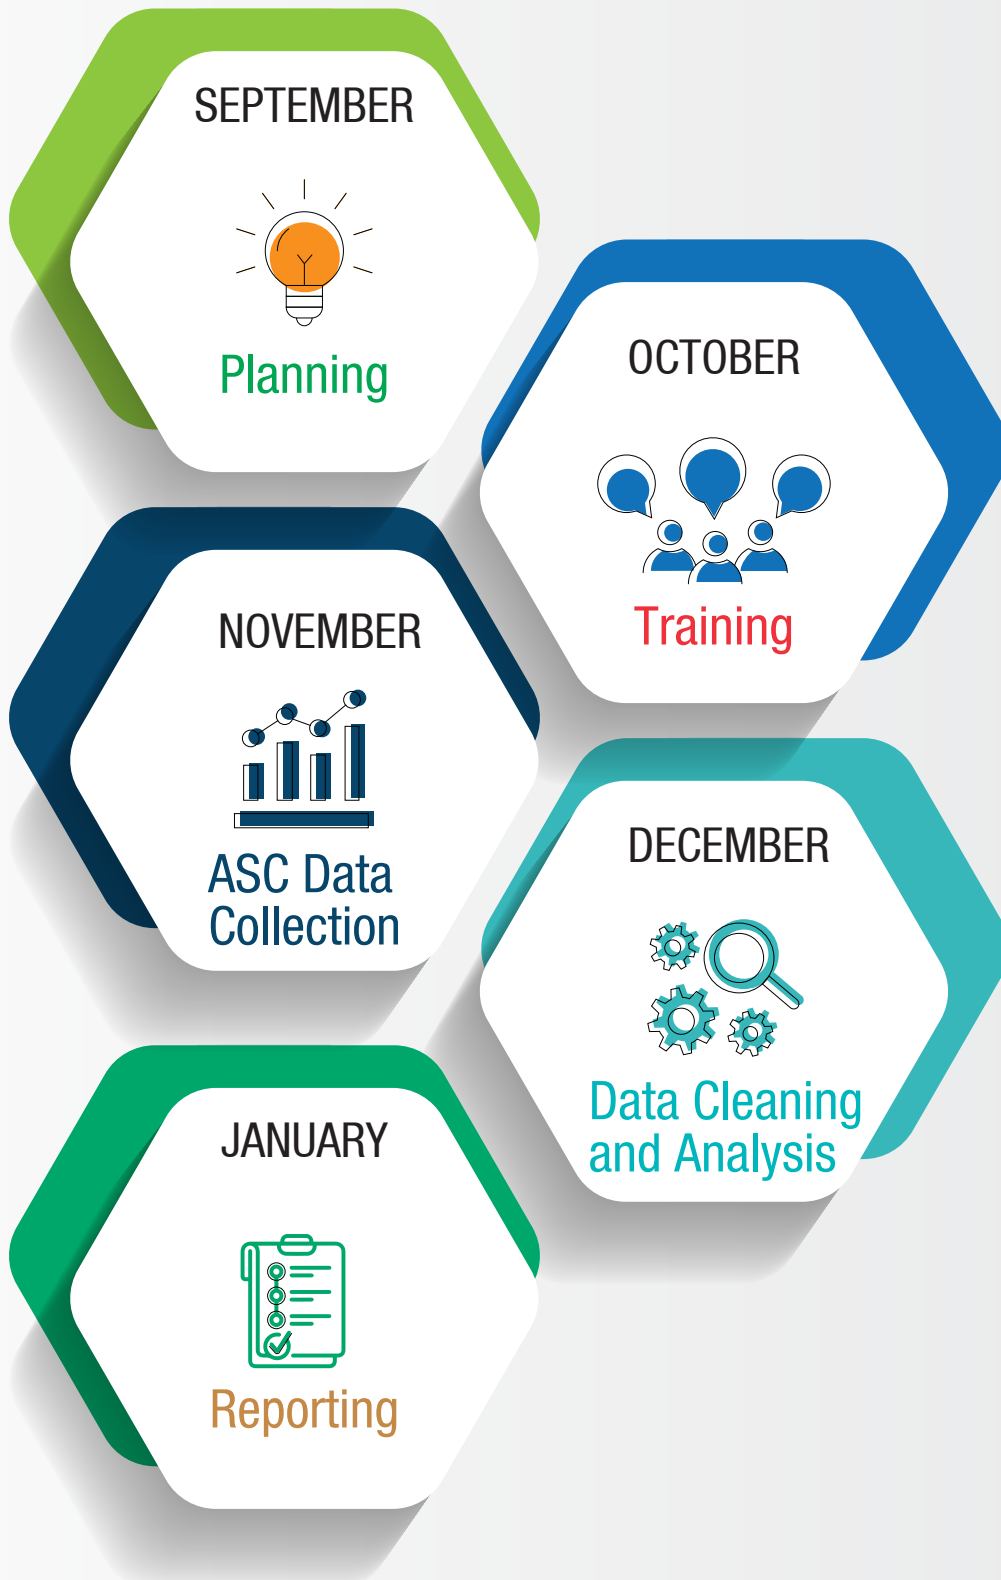 SEPTEMBER
Planning
OCTOBER
Training
NOVEMBER
ASC Data
Collection
DECEMBER
Data Cleaning
and Analysis
JANUARY
Reporting